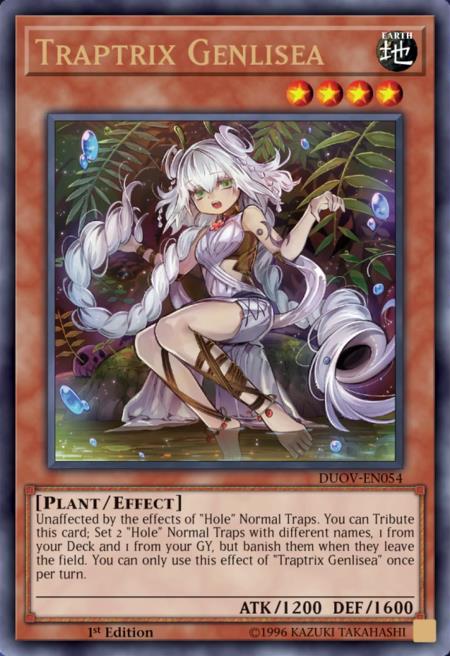 TRAPTRIX GENLISEA
EARTH
地
DUOV-EN054
[PLANT/EFFECT]
Unaffected by the effects of "Hole" Normal Traps. You can Tribute
this card; Set 2 "Hole" Normal Traps with different names, 1 from
your Deck and 1 from your GY, but banish them when they leave
the field. You can only use this effect of "Traptrix Genlisea" once
per turn.
ATK/1200 DEF/1600
1st Edition
©1996 KAZUKI TAKAHASHI